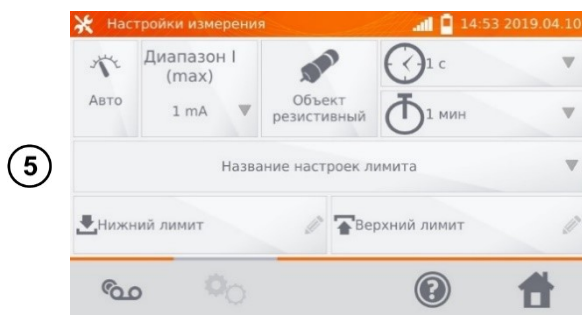 Настройки измерения
14:53 2019.04.10
Авто
Диапазон I
(max)
1 mA
Объект
резистивный
1 с
1 мин
5
Название настроек лимита
Нижний лимит
Верхний лимит
?